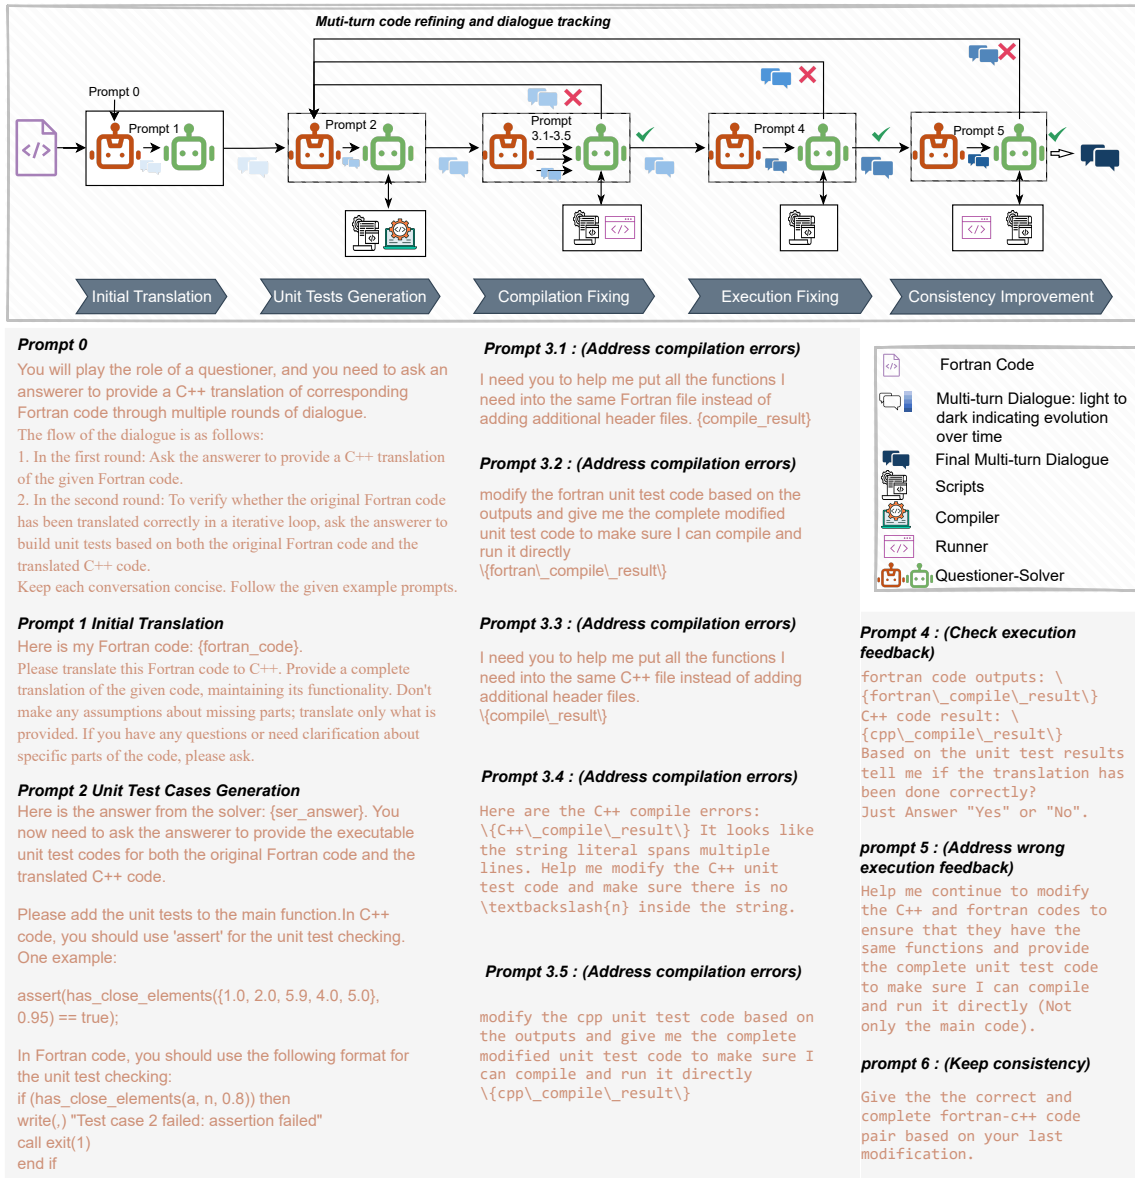 Muti-turn code refining and dialogue tracking
Prompt 0
Prompt 1
Prompt 2
Prompt
3.1-3.5
Prompt 4
Prompt 5
Initial Translation
Unit Tests Generation
Compilation Fixing
Execution Fixing
Consistency Improvement
Prompt 0
You will play the role of a questioner, and you need to ask an
answerer to provide a C++ translation of corresponding
Fortran code through multiple rounds of dialogue.
The flow of the dialogue is as follows:
1. In the first round: Ask the answerer to provide a C++ translation
of the given Fortran code.
2. In the second round: To verify whether the original Fortran code
has been translated correctly in a iterative loop, ask the answerer to
build unit tests based on both the original Fortran code and the
translated C++ code.
Keep each conversation concise. Follow the given example prompts.
Prompt 1 Initial Translation
Here is my Fortran code: {fortran_code}.
Please translate this Fortran code to C++. Provide a complete
translation of the given code, maintaining its functionality. Don't
make any assumptions about missing parts; translate only what is
provided. If you have any questions or need clarification about
specific parts of the code, please ask.
Prompt 2 Unit Test Cases Generation
Here is the answer from the solver: {ser_answer}. You
now need to ask the answerer to provide the executable
unit test codes for both the original Fortran code and the
translated C++ code.
Please add the unit tests to the main function.In C++
code, you should use 'assert' for the unit test checking.
One example:
assert(has_close_elements({1.0, 2.0, 5.9, 4.0, 5.0},
0.95) == true);
In Fortran code, you should use the following format for
the unit test checking:
if (has_close_elements(a, n, 0.8)) then
write(,) "Test case 2 failed: assertion failed"
call exit(1)
end if
Prompt 3.1 : (Address compilation errors)
I need you to help me put all the functions I
need into the same Fortran file instead of
adding additional header files. {compile_result}
Prompt 3.2 : (Address compilation errors)
modify the fortran unit test code based on the
outputs and give me the complete modified
unit test code to make sure I can compile and
run it directly
\{fortran\_compile\_result\}
Prompt 3.3 : (Address compilation errors)
I need you to help me put all the functions I
need into the same C++ file instead of adding
additional header files.
\{compile\_result\}
Prompt 3.4 : (Address compilation errors)
Here are the C++ compile errors:
\{C++\_compile\_result\} It looks like
the string literal spans multiple
lines. Help me modify the C++ unit
test code and make sure there is no
\textbackslash{n} inside the string.
Prompt 3.5 : (Address compilation errors)
modify the cpp unit test code based on
the outputs and give me the complete
modified unit test code to make sure I
can compile and run it directly
\{cpp\_compile\_result\}
Fortran Code
Multi-turn Dialogue: light to
dark indicating evolution
over time
Final Multi-turn Dialogue
Scripts
Compiler
Runner
Questioner-Solver
Prompt 4 : (Check execution
feedback)
fortran code outputs: \
{fortran\_compile\_result\}
C++ code result: \
{cpp\_compile\_result\}
Based on the unit test results
tell me if the translation has
been done correctly?
Just Answer "Yes" or "No".
prompt 5 : (Address wrong
execution feedback)
Help me continue to modify
the C++ and fortran codes to
ensure that they have the
same functions and provide
the complete unit test code
to make sure I can compile
and run it directly (Not
only the main code).
prompt 6 : (Keep consistency)
Give the the correct and
complete fortran-c++ code
pair based on your last
modification.